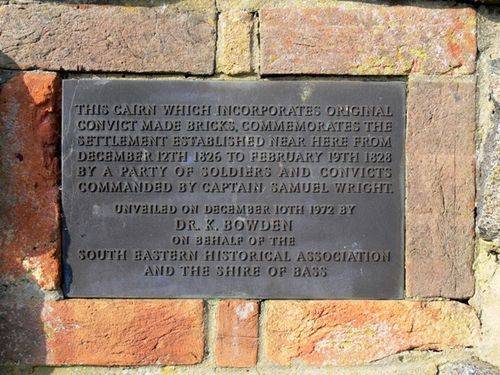 THIS CAIRN WHICH INCORPORATES ORIGINAL
CONVICT MADE BRICKS, COMMEMORATES THE
SETTLEMENT ESTABLISHED NEAR HERE FROM
DECEMBER 12TH 1826 TO FEBRUARY 19TH 1828
BY A PARTY OF SOLDIERS AND CONVICTS
COMMANDED BY CAPTAIN SAMUEL WRIGHT.
UNVEILED ON DECEMBER 10TH 1972 BY
DR. K. BOWDEN
ON BEHALF OF THE
SOUTH EASTERN HISTORICAL ASSOCIATION
AND THE SHIRE OF BASS